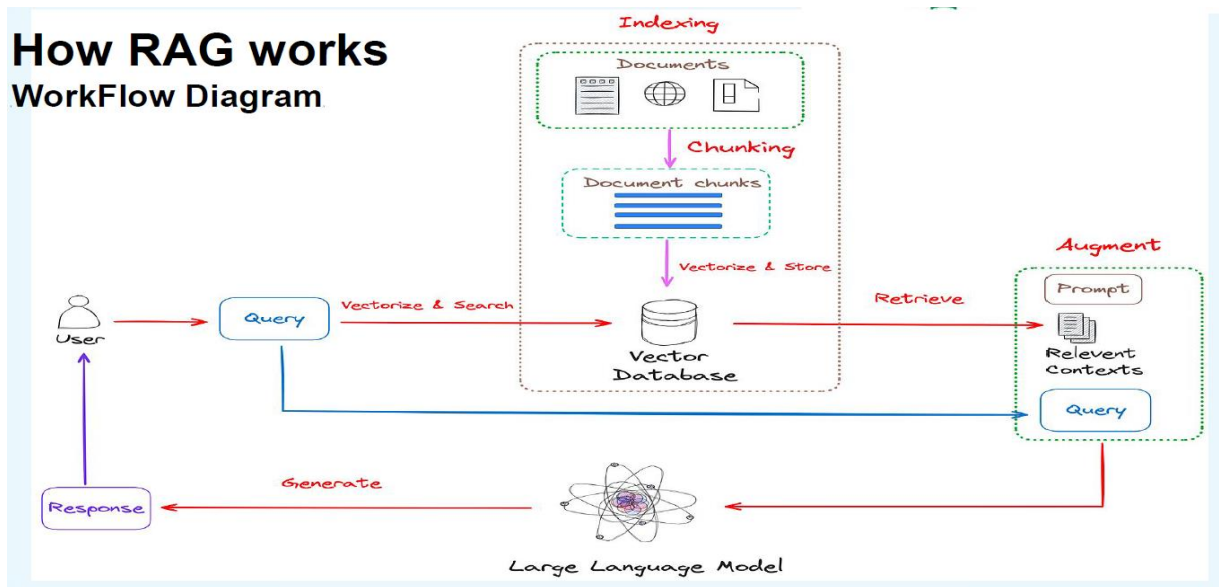 How RAG works
WorkFlow Diagram
Indexing
Documents
Chunking
Document chunks
Vectorize & Store
User
Query
Vectorize & Search
Vector
Database
Retrieve
Augment
Prompt
Relevent
Contexts
Query
Large Language Model
Generate
Response